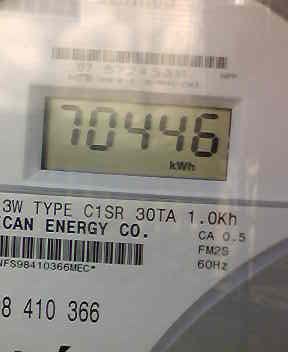 70446
kWh
3W TYPE C1SR 30TA 1.0Kh
CAN ENERGY CO.
CA 0.5
FM2S
60Hz
NFS98410366MEC*
8 410 366